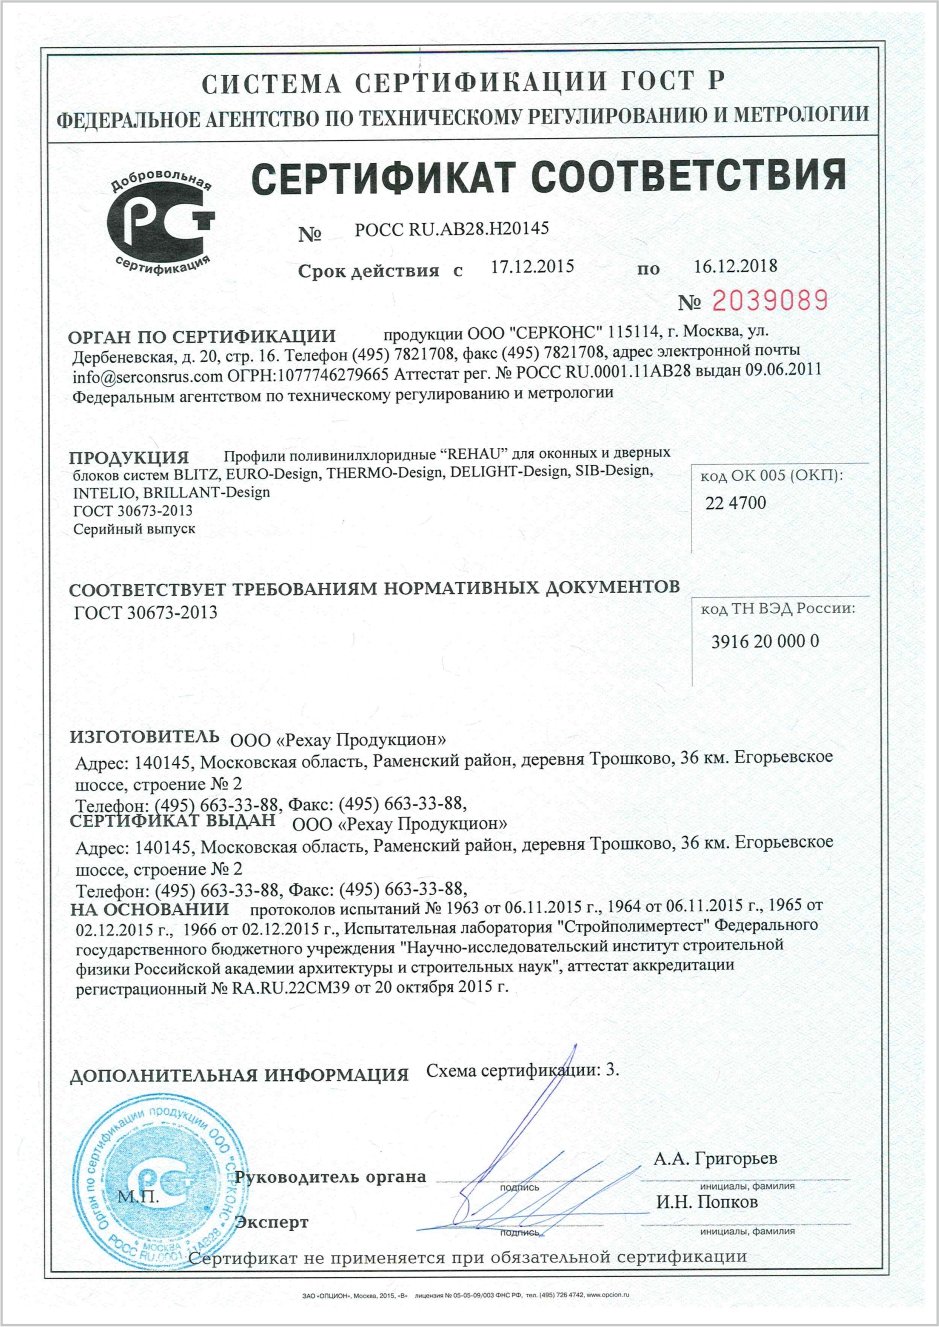 СИСТЕМА СЕРТИФИКАЦИИ ГОСТ Р
ФЕДЕРАЛЬНОЕ АГЕНТСТВО ПО ТЕХНИЧЕСКОМУ РЕГУЛИРОВАНИЮ И МЕТРОЛОГИИ
Добровольная
РСТ
сертификация
СЕРТИФИКАТ СООТВЕТСТВИЯ
№ РОСС RU.АВ28.Н20145
Срок действия с 17.12.2015 по 16.12.2018
№ 2039089
ОРГАН ПО СЕРТИФИКАЦИИ продукции ООО "СЕРКОНС" 115114, г. Москва, ул.
Дербеневская, д. 20, стр. 16. Телефон (495) 7821708, факс (495) 7821708, адрес электронной почты
info@serconsrus.com ОГРН:1077746279665 Аттестат рег. № РОСС RU.0001.11АВ28 выдан 09.06.2011
Федеральным агентством по техническому регулированию и метрологии
ПРОДУКЦИЯ Профили поливинилхлоридные “REHAU” для оконных и дверных
блоков систем BLITZ, EURO-Design, THERMO-Design, DELIGHT-Design, SIB-Design,
INTELIO, BRILLANT-Design
ГОСТ 30673-2013
Серийный выпуск
код ОК 005 (ОКП):
22 4700
СООТВЕТСТВУЕТ ТРЕБОВАНИЯМ НОРМАТИВНЫХ ДОКУМЕНТОВ
ГОСТ 30673-2013
код ТН ВЭД России:
3916 20 000 0
ИЗГОТОВИТЕЛЬ ООО «Рехау Продукцион»
Адрес: 140145, Московская область, Раменский район, деревня Трошково, 36 км. Егорьевское
шоссе, строение № 2
Телефон: (495) 663-33-88, Факс: (495) 663-33-88,
СЕРТИФИКАТ ВЫДАН ООО «Рехау Продукцион»
Адрес: 140145, Московская область, Раменский район, деревня Трошково, 36 км. Егорьевское
шоссе, строение № 2
Телефон: (495) 663-33-88, Факс: (495) 663-33-88,
НА ОСНОВАНИИ протоколов испытаний № 1963 от 06.11.2015 г., 1964 от 06.11.2015 г., 1965 от
02.12.2015 г., 1966 от 02.12.2015 г., Испытательная лаборатория "Стройполимертест" Федерального
государственного бюджетного учреждения "Научно-исследовательский институт строительной
физики Российской академии архитектуры и строительных наук", аттестат аккредитации
регистрационный № RA.RU.22СМ39 от 20 октября 2015 г.
ДОПОЛНИТЕЛЬНАЯ ИНФОРМАЦИЯ Схема сертификации: 3.
Орган по сертификации продукции ООО "СЕРКОНС"
РОСС RU.0001.11АВ28
* МОСКВА *
М.П.
Руководитель органа
подпись
А.А. Григорьев
инициалы, фамилия
Эксперт
подпись
И.Н. Попков
инициалы, фамилия
Сертификат не применяется при обязательной сертификации
ЗАО «ОПЦИОН», Москва, 2015, «В» лицензия № 05-05-09/003 ФНС РФ, тел. (495) 726 4742, www.opcion.ru